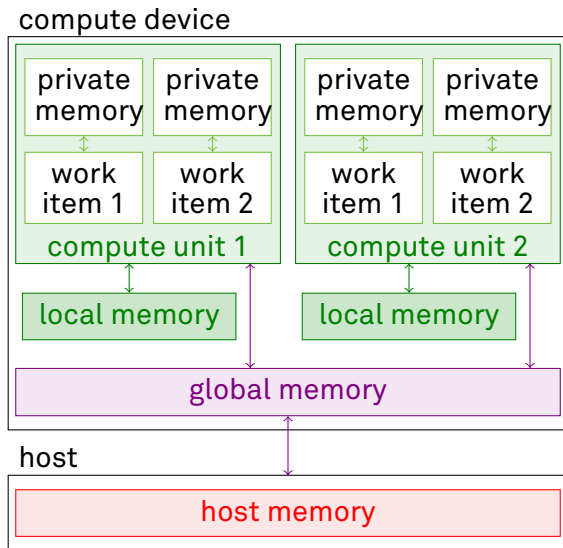 compute device
private
memory
private
memory
private
memory
private
memory
work
item 1
work
item 2
work
item 1
work
item 2
compute unit 1
compute unit 2
local memory
local memory
global memory
host
host memory